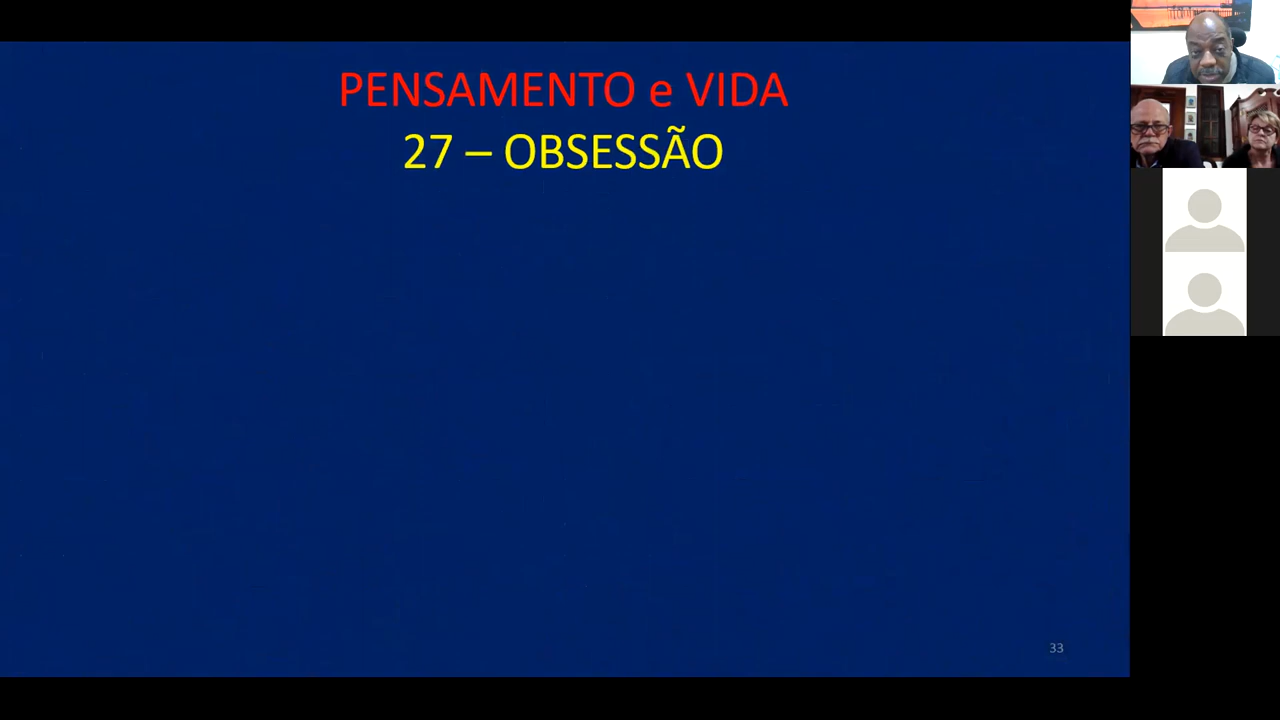 PENSAMENTO e VIDA
27 – OBSESSÃO
33